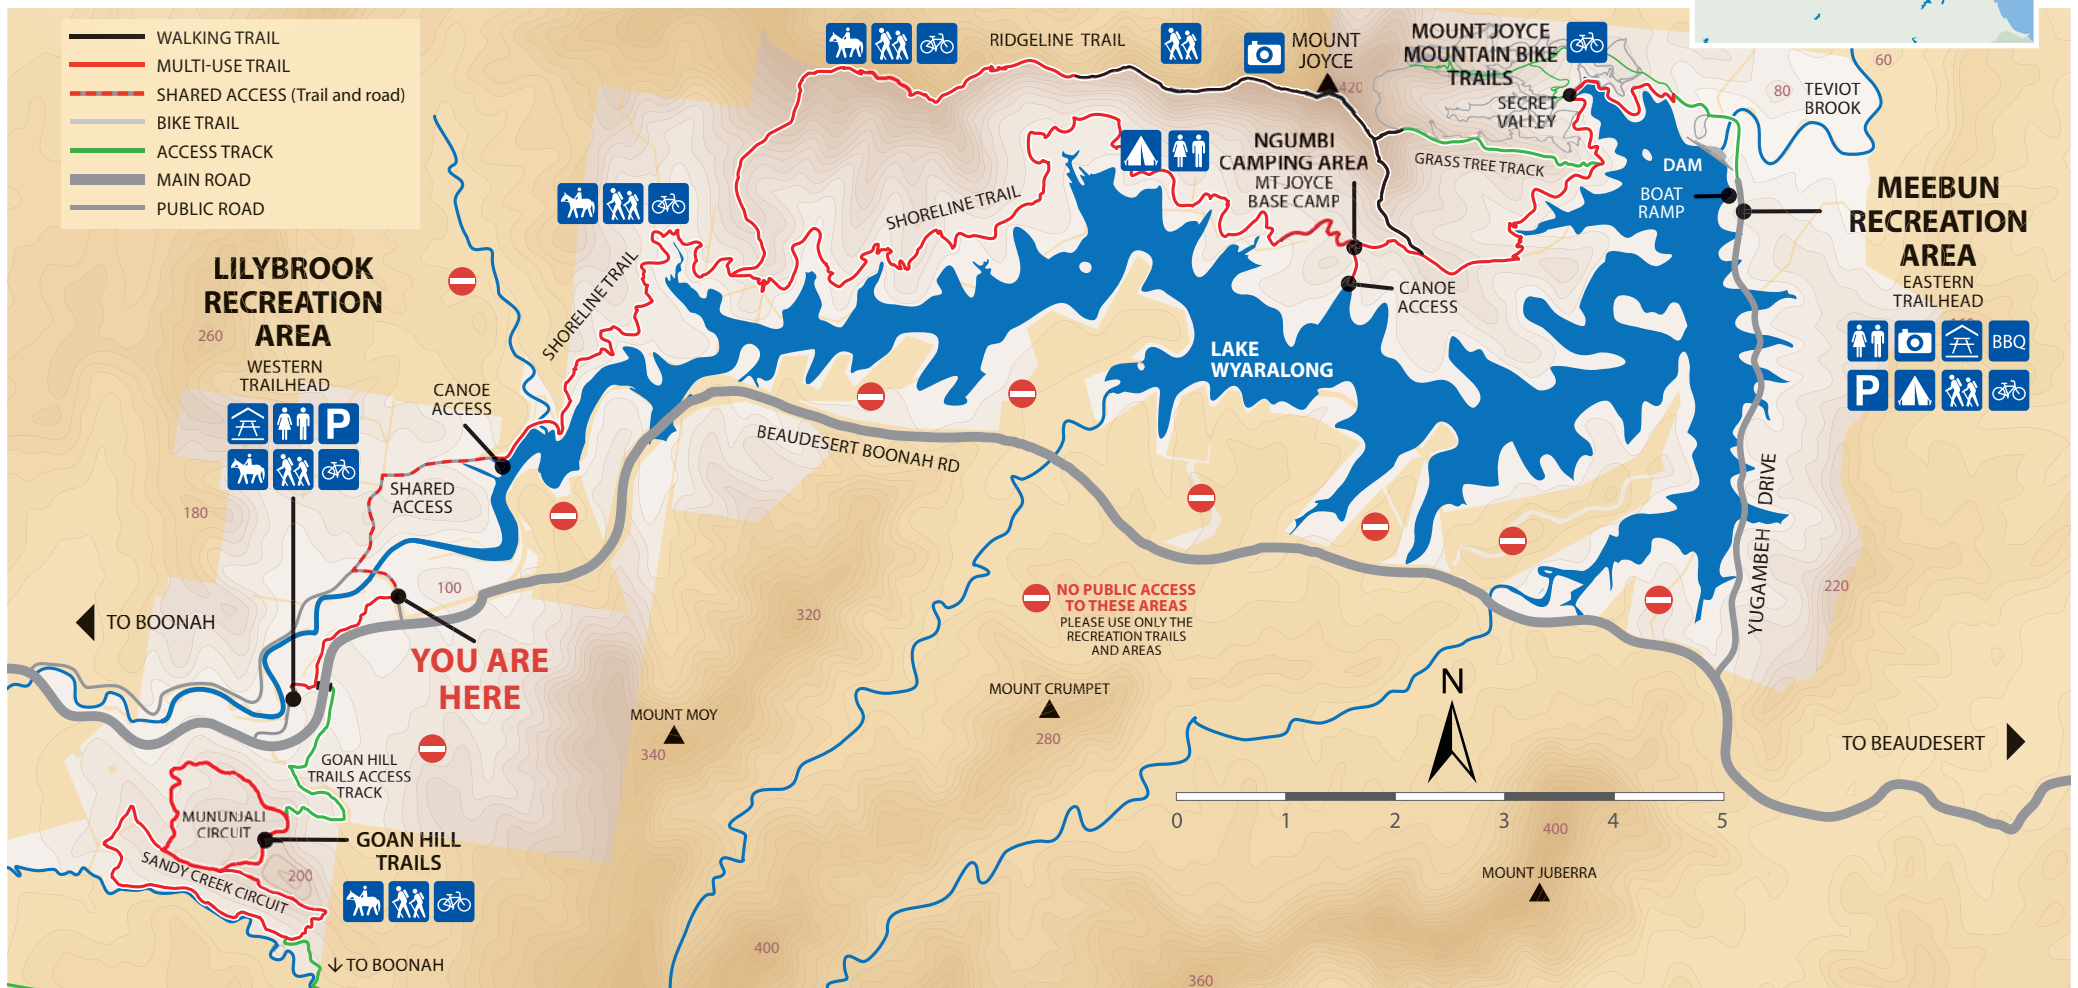 WALKING TRAIL
MULTI-USE TRAIL
SHARED ACCESS (Trail and road)
BIKE TRAIL
ACCESS TRACK
MAIN ROAD
PUBLIC ROAD
RIDGELINE TRAIL
MOUNT
JOYCE
420
MOUNT JOYCE
MOUNTAIN BIKE
TRAILS
SECRET
VALLEY
60
80
TEVIOT
BROOK
NGUMBI
CAMPING AREA
MT JOYCE
BASE CAMP
GRASS TREE TRACK
DAM
BOAT
RAMP
MEEBUN
RECREATION
AREA
EASTERN
TRAILHEAD
160
BBQ
P
SHORELINE TRAIL
SHORELINE TRAIL
CANOE
ACCESS
LAKE
WYARALONG
LILYBROOK
RECREATION
AREA
260
WESTERN
TRAILHEAD
P
CANOE
ACCESS
SHARED
ACCESS
180
BEAUDESERT BOONAH RD
YUGAMBEH DRIVE
100
320
220
NO PUBLIC ACCESS
TO THESE AREAS
PLEASE USE ONLY THE
RECREATION TRAILS
AND AREAS
TO BOONAH
YOU ARE
HERE
MOUNT MOY
340
MOUNT CRUMPET
280
N
TO BEAUDESERT
0 1 2 3 4 5
400
MOUNT JUBERRA
GOAN HILL
TRAILS ACCESS
TRACK
MUNUNJALI
CIRCUIT
GOAN HILL
TRAILS
SANDY CREEK CIRCUIT
200
↓ TO BOONAH
400
360